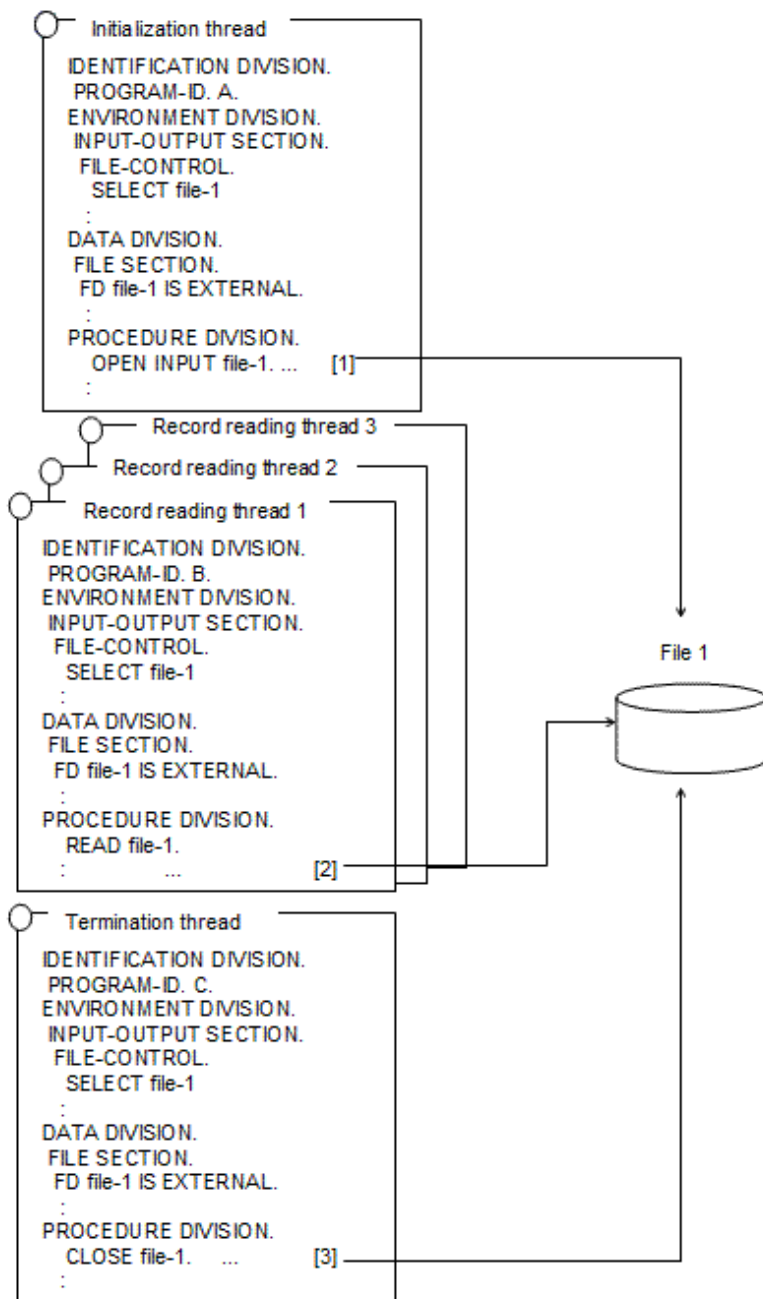 Initialization thread
IDENTIFICATION DIVISION.
PROGRAM-ID. A.
ENVIRONMENT DIVISION.
INPUT-OUTPUT SECTION.
FILE-CONTROL.
SELECT file-1
:
DATA DIVISION.
FILE SECTION.
FD file-1 IS EXTERNAL.
:
PROCEDURE DIVISION.
OPEN INPUT file-1. ... [1]
:
Record reading thread 3
Record reading thread 2
Record reading thread 1
IDENTIFICATION DIVISION.
PROGRAM-ID. B.
ENVIRONMENT DIVISION.
INPUT-OUTPUT SECTION.
FILE-CONTROL.
SELECT file-1
:
DATA DIVISION.
FILE SECTION.
FD file-1 IS EXTERNAL.
:
PROCEDURE DIVISION.
READ file-1.
: ... [2]
File 1
Termination thread
IDENTIFICATION DIVISION.
PROGRAM-ID. C.
ENVIRONMENT DIVISION.
INPUT-OUTPUT SECTION.
FILE-CONTROL.
SELECT file-1
:
DATA DIVISION.
FILE SECTION.
FD file-1 IS EXTERNAL.
:
PROCEDURE DIVISION.
CLOSE file-1. ... [3]
: